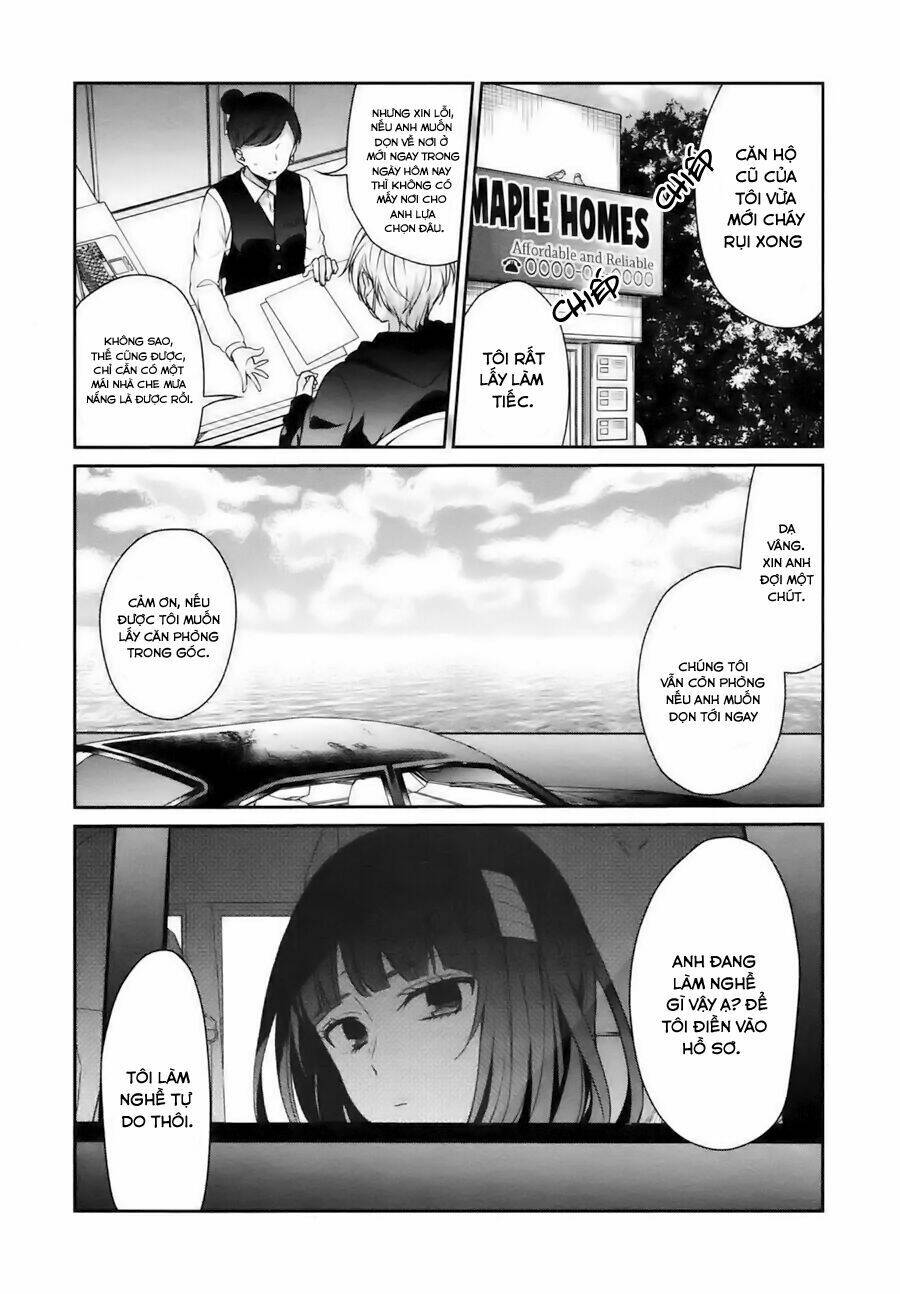 CĂN HỘ
CŨ CỦA
TÔI VỪA
MỚI CHÁY
RỤI XONG
CHIẾP
MAPLE HOMES
Affordable and Reliable
CHIẾP
TÔI RẤT
LẤY LÀM
TIẾC.
NHƯNG XIN LỖI,
NẾU ANH MUỐN
DỌN VỀ NƠI Ở
MỚI NGAY TRONG
NGÀY HÔM NAY
THÌ KHÔNG CÓ
MẤY NƠI CHO
ANH LỰA
CHỌN ĐÂU.
KHÔNG SAO,
THẾ CŨNG ĐƯỢC,
CHỈ CẦN CÓ MỘT
MÁI NHÀ CHE MƯA
NẮNG LÀ ĐƯỢC RỒI.
DẠ
VÂNG.
XIN ANH
ĐỢI MỘT
CHÚT.
CHÚNG TÔI
VẪN CÒN PHÒNG
NẾU ANH MUỐN
DỌN TỚI NGAY
CẢM ƠN, NẾU
ĐƯỢC TÔI MUỐN
LẤY CĂN PHÒNG
TRONG GÓC.
ANH ĐANG
LÀM NGHỀ
GÌ VẬY Ạ? ĐỂ
TÔI ĐIỀN VÀO
HỒ SƠ.
TÔI LÀM
NGHỀ TỰ
DO THÔI.